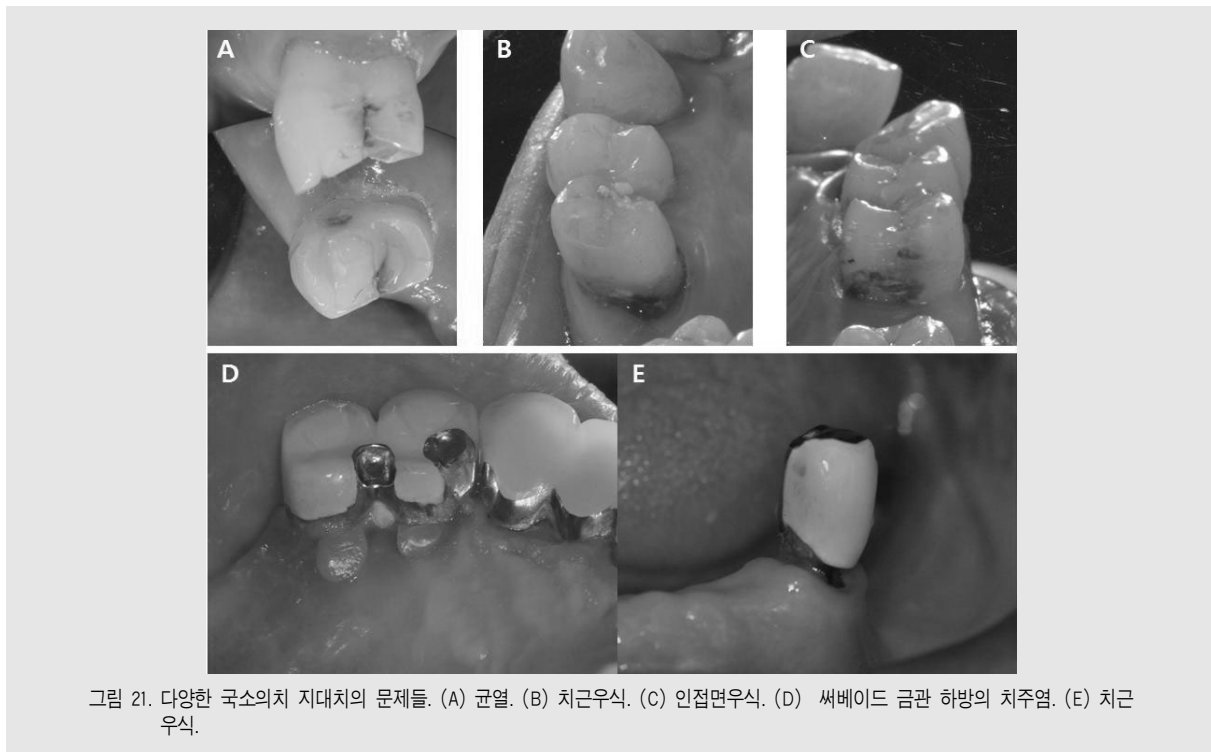 A
B
C
D
E
그림 21. 다양한 국소의치 지대치의 문제들. (A) 균열. (B) 치근우식. (C) 인접면우식. (D) 써베이드 금관 하방의 치주염. (E) 치근
우식.